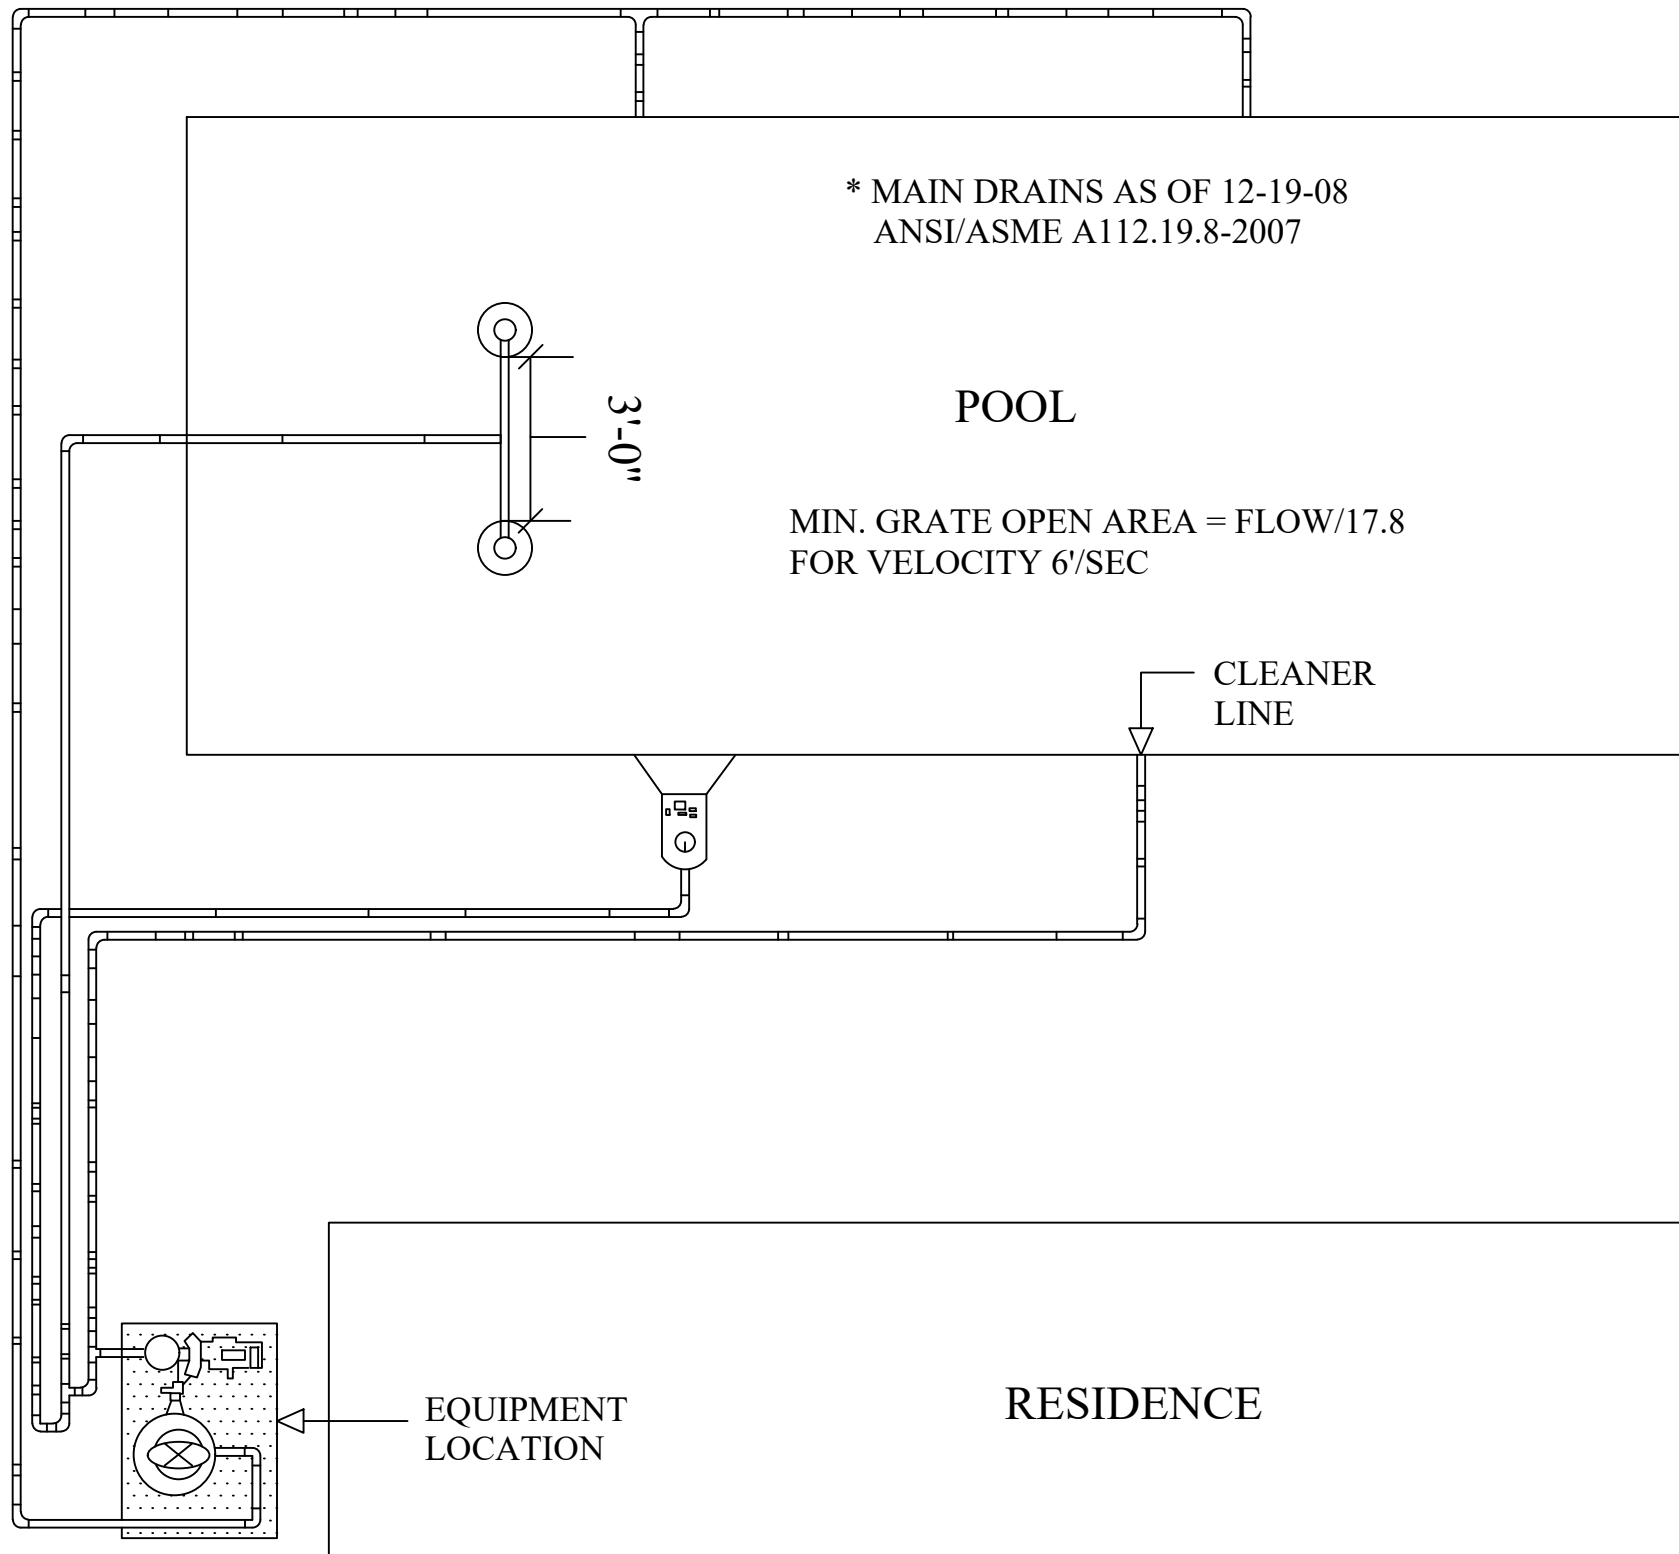 * MAIN DRAINS AS OF 12-19-08
ANSI/ASME A112.19.8-2007
POOL
3'-0"
MIN. GRATE OPEN AREA = FLOW/17.8
FOR VELOCITY 6'/SEC
CLEANER
LINE
EQUIPMENT
LOCATION
RESIDENCE